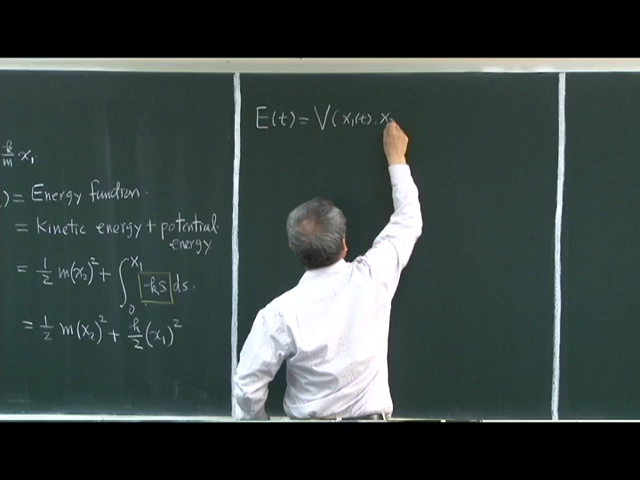 k/m x₁.
) = Energy function.
= kinetic energy + potential energy
= 1/2 m(x₂)² + ∫₀^x₁ -ks ds.
= 1/2 m(x₂)² + k/2 (x₁)²
E(t) = V( x₁(t), x₂